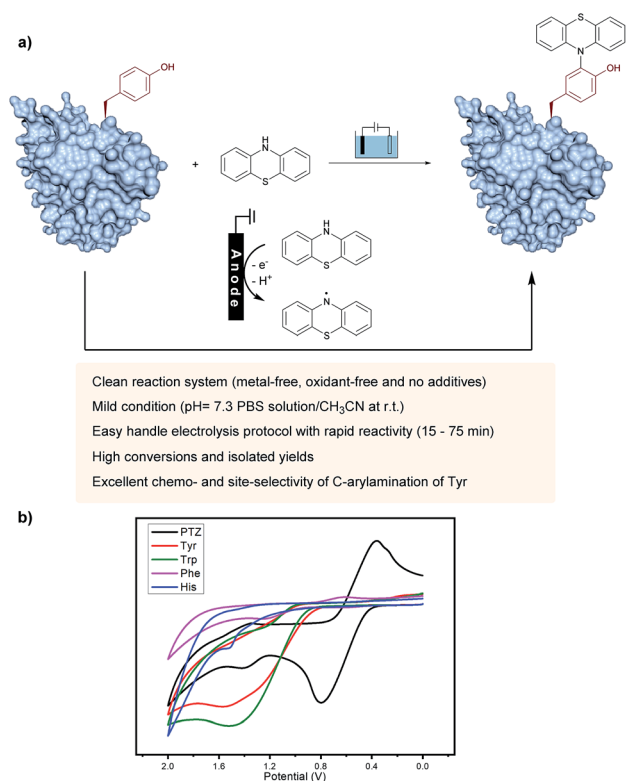 a)
OH
+
H
N
S
S
N
OH
Anode
- e⁻
- H⁺
H
N
S
N
S
Clean reaction system (metal-free, oxidant-free and no additives)
Mild condition (pH= 7.3 PBS solution/CH₃CN at r.t.)
Easy handle electrolysis protocol with rapid reactivity (15 - 75 min)
High conversions and isolated yields
Excellent chemo- and site-selectivity of C-arylamination of Tyr
b)
PTZ
Tyr
Trp
Phe
His
2.0 1.6 1.2 0.8 0.4 0.0
Potential (V)